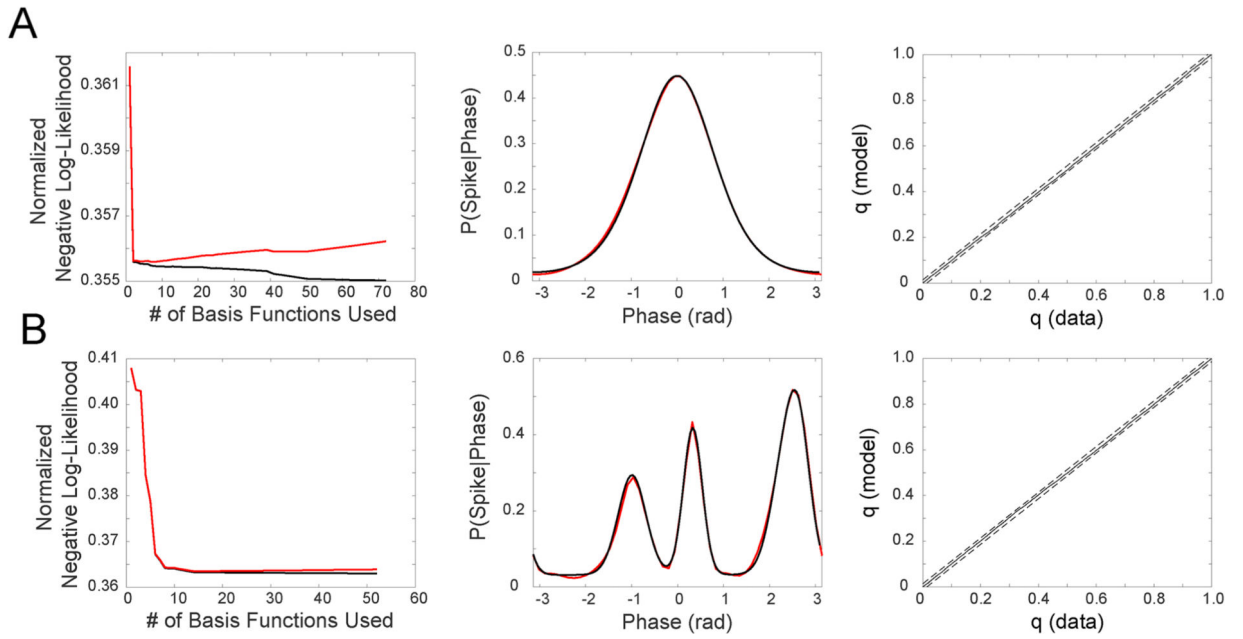 A
Normalized
Negative Log-Likelihood
0.361
0.359
0.357
0.355
0 10 20 30 40 50 60 70 80
# of Basis Functions Used
P(Spike|Phase)
0.5
0.4
0.3
0.2
0.1
0
-3 -2 -1 0 1 2 3
Phase (rad)
q (model)
1.0
0.8
0.6
0.4
0.2
0
0 0.2 0.4 0.6 0.8 1.0
q (data)
B
Normalized
Negative Log-Likelihood
0.41
0.40
0.39
0.38
0.37
0.36
0 10 20 30 40 50 60
# of Basis Functions Used
P(Spike|Phase)
0.6
0.4
0.2
0
-3 -2 -1 0 1 2 3
Phase (rad)
q (model)
1.0
0.8
0.6
0.4
0.2
0
0 0.2 0.4 0.6 0.8 1.0
q (data)